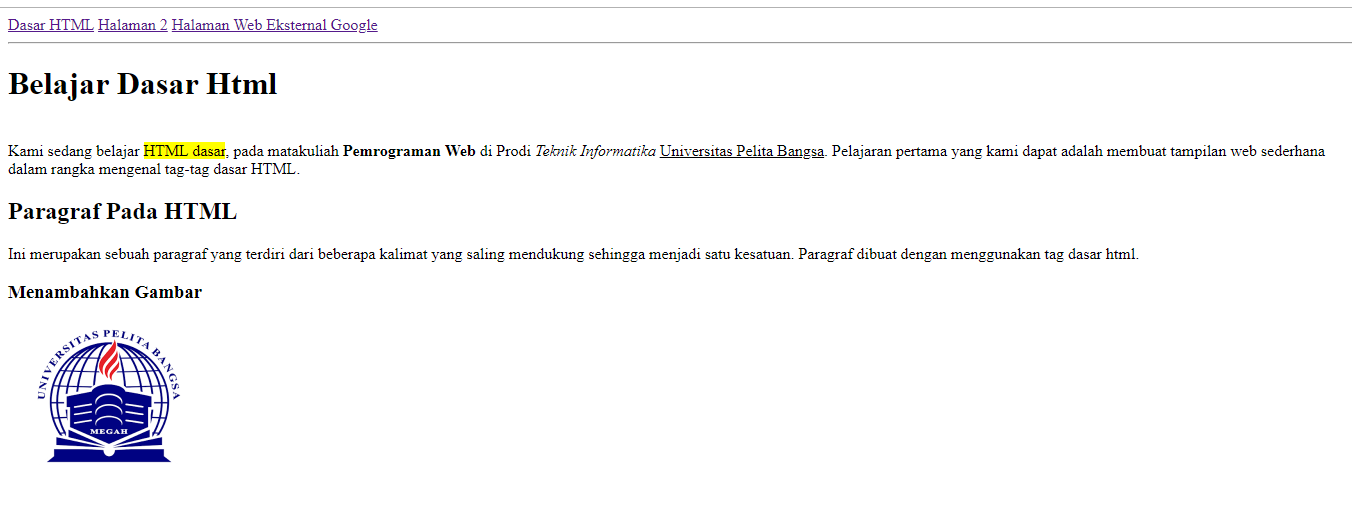 Dasar HTML Halaman 2 Halaman Web Eksternal Google
Belajar Dasar Html
Kami sedang belajar HTML dasar, pada matakuliah Pemrograman Web di Prodi Teknik Informatika Universitas Pelita Bangsa. Pelajaran pertama yang kami dapat adalah membuat tampilan web sederhana
dalam rangka mengenal tag-tag dasar HTML.
Paragraf Pada HTML
Ini merupakan sebuah paragraf yang terdiri dari beberapa kalimat yang saling mendukung sehingga menjadi satu kesatuan. Paragraf dibuat dengan menggunakan tag dasar html.
Menambahkan Gambar
UNIVERSITAS PELITA BANGSA
MEGAH